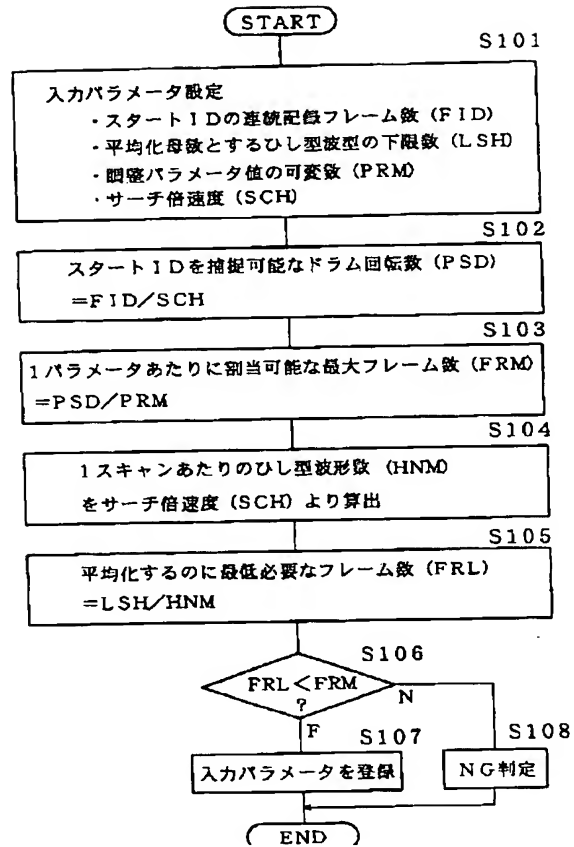 START
S101
入力パラメータ設定
・スタートIDの連続記録フレーム数(FID)
・平均化母数とするひし型波型の下限数(LSH)
・調整パラメータ値の可変数(PRM)
・サーチ倍速度(SCH)
S102
スタートIDを捕捉可能なドラム回転数(PSD)
=FID/SCH
S103
1パラメータあたりに割当可能な最大フレーム数(FRM)
=PSD/PRM
S104
1スキャンあたりのひし型波形数(HNM)
をサーチ倍速度(SCH)より算出
S105
平均化するのに最低必要なフレーム数(FRL)
=LSH/HNM
S106
FRL<FRM
?
N
F
S107
S108
入力パラメータを登録
NG判定
END